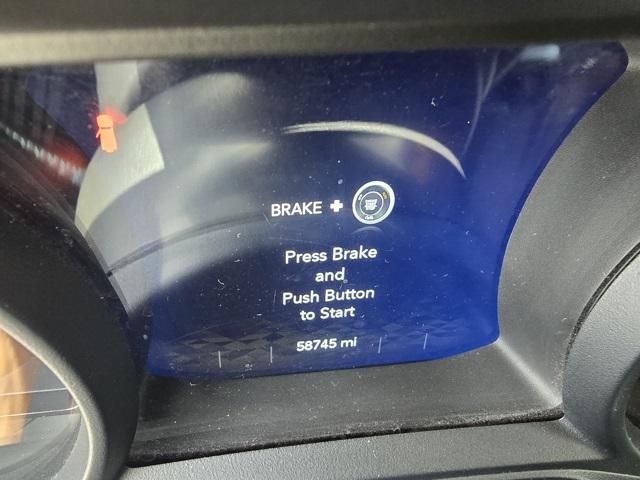 BRAKE +
Press Brake
and
Push Button
to Start
58745 mi